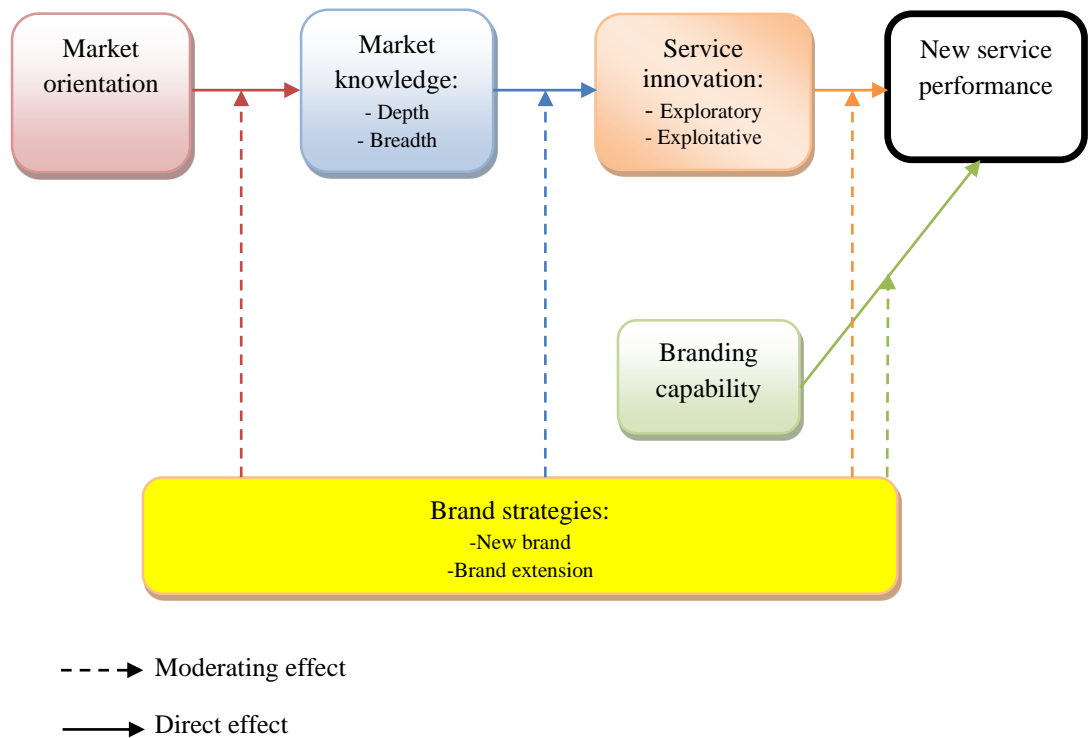 Market
orientation
Market
knowledge:
- Depth
- Breadth
Service
innovation:
- Exploratory
- Exploitative
New service
performance
Branding
capability
Brand strategies:
-New brand
-Brand extension
Moderating effect
Direct effect